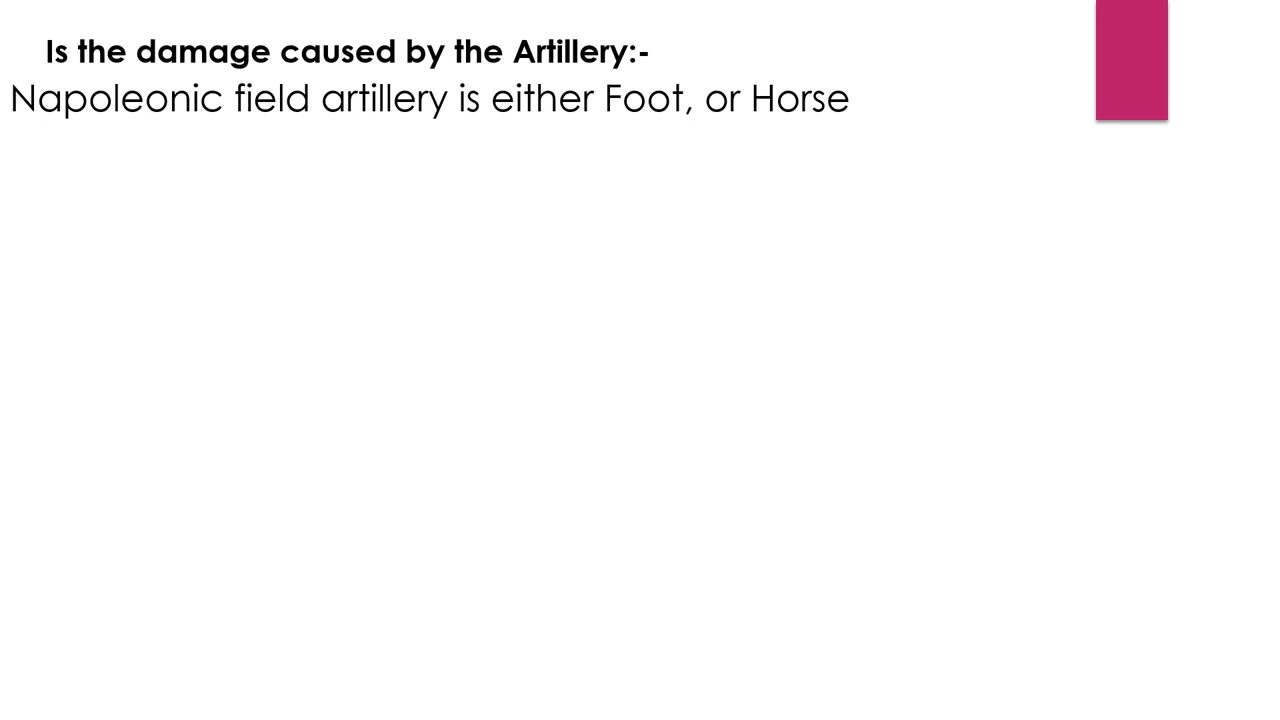 Is the damage caused by the Artillery:-
Napoleonic field artillery is either Foot, or Horse